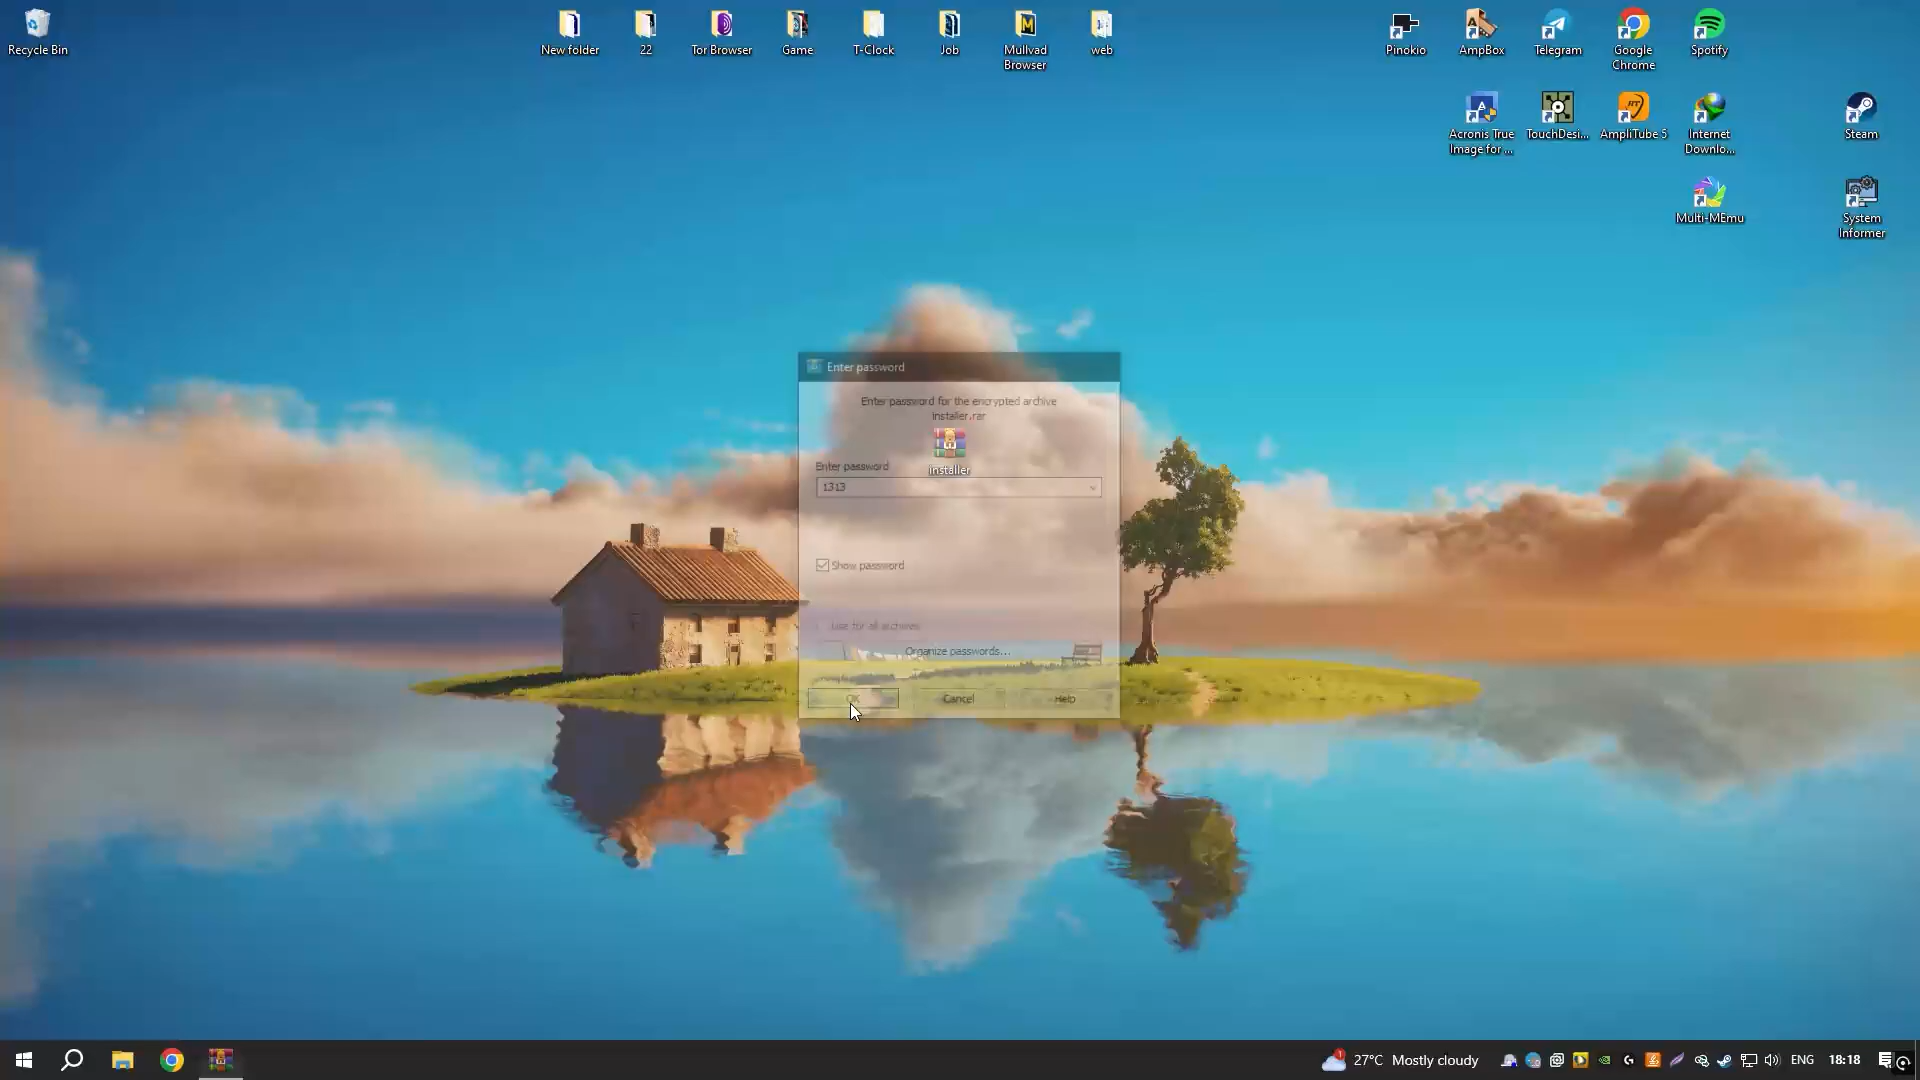 Recycle Bin
New folder
22
Tor Browser
Game
T-Clock
Job
Mullvad
Browser
web
Pinokio
AmpBox
Telegram
Google
Chrome
Spotify
Acronis True
Image for ...
TouchDesi...
AmpliTube 5
Internet
Downlo...
Steam
Multi-MEmu
System
Informer
Enter password
Enter password for the encrypted archive
installer.rar
installer
Enter password
1313
Show password
Use for all archives
Organize passwords...
OK
Cancel
Help
27°C Mostly cloudy
ENG
18:18